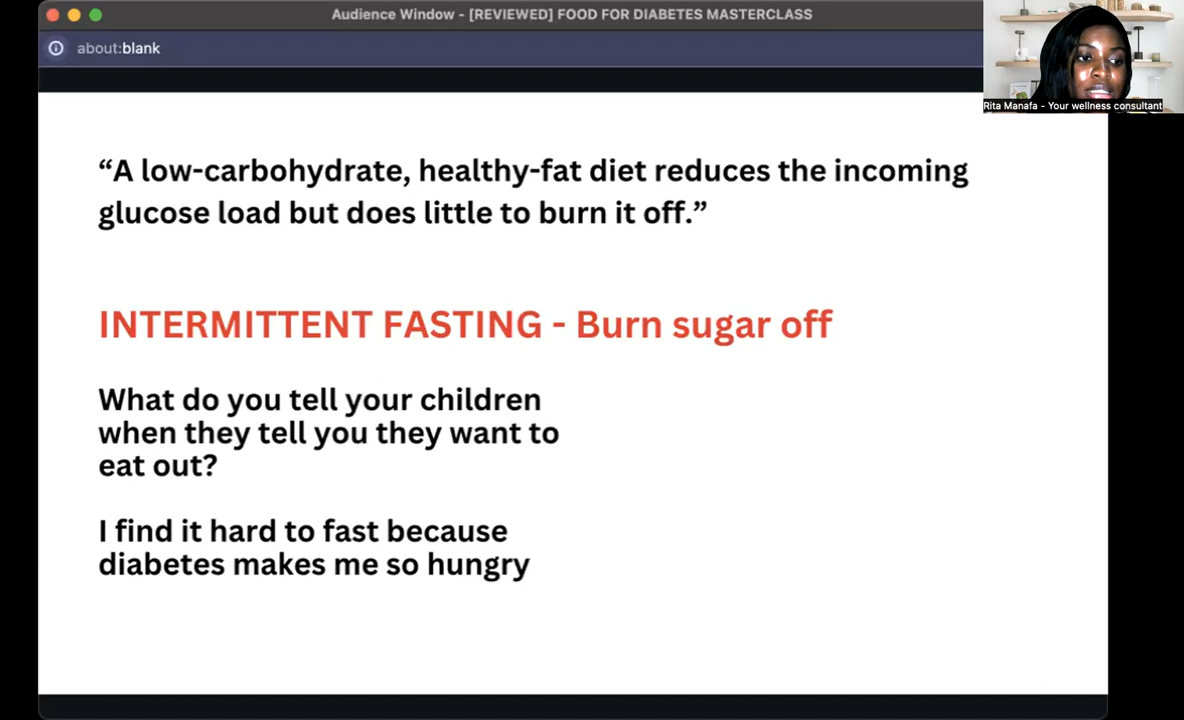 Audience Window - [REVIEWED] FOOD FOR DIABETES MASTERCLASS
about:blank
Rita Manafa - Your wellness consultant
“A low-carbohydrate, healthy-fat diet reduces the incoming
glucose load but does little to burn it off.”
INTERMITTENT FASTING - Burn sugar off
What do you tell your children
when they tell you they want to
eat out?
I find it hard to fast because
diabetes makes me so hungry